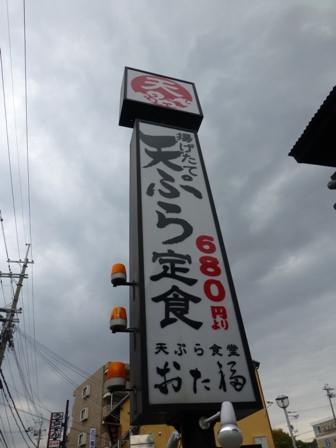 天
揚げたて
天ぷら定食
680円より
天ぷら食堂
おた福